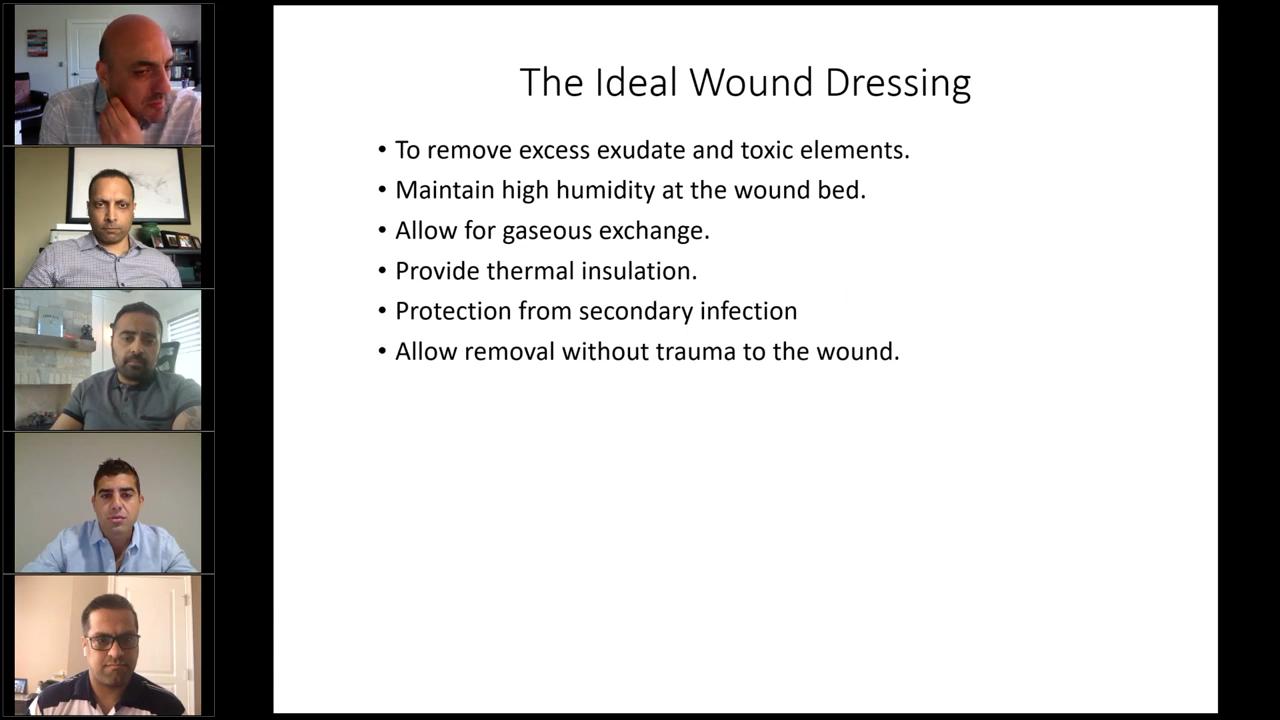 The Ideal Wound Dressing
• To remove excess exudate and toxic elements.
• Maintain high humidity at the wound bed.
• Allow for gaseous exchange.
• Provide thermal insulation.
• Protection from secondary infection
• Allow removal without trauma to the wound.